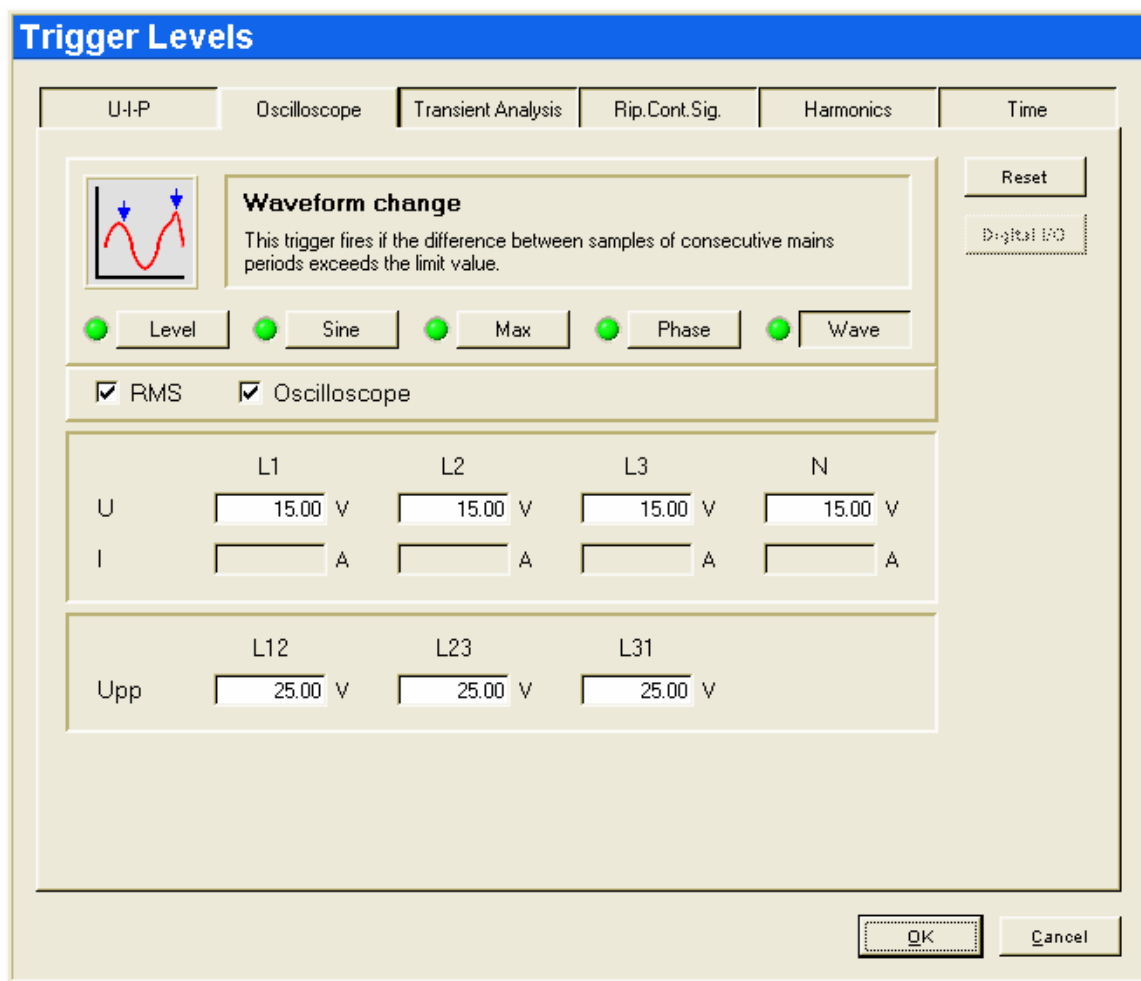 Trigger Levels
U-I-P Oscilloscope Transient Analysis Rip.Cont.Sig. Harmonics Time
Waveform change
This trigger fires if the difference between samples of consecutive mains
periods exceeds the limit value.
Reset
Digital I/O
Level Sine Max Phase Wave
RMS Oscilloscope
L1 L2 L3 N
U 15.00 V 15.00 V 15.00 V 15.00 V
I A A A A
L12 L23 L31
Upp 25.00 V 25.00 V 25.00 V
OK Cancel